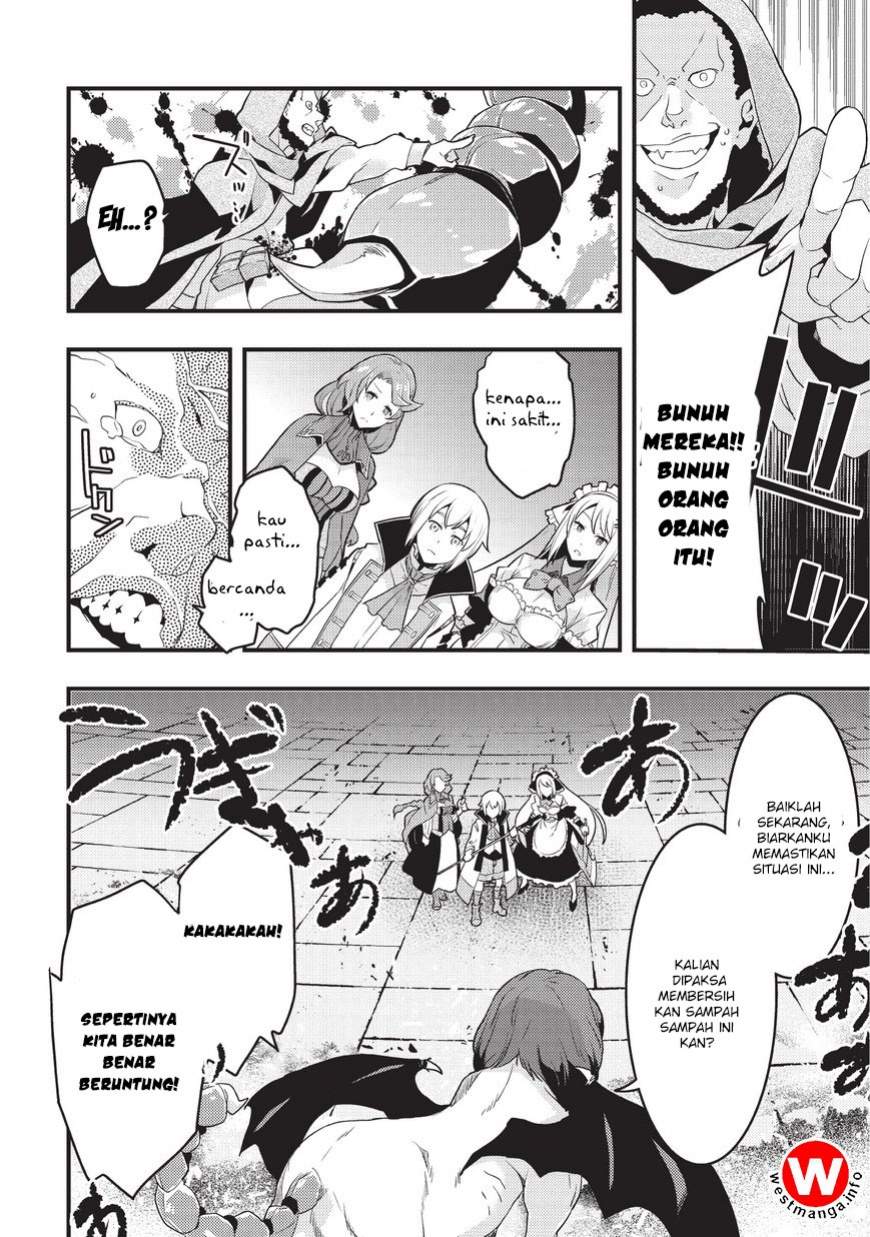 BUNUH
MEREKA!!
BUNUH
ORANG
ORANG
ITU!
EH...?
kenapa...
ini sakit...
kau
pasti...
bercanda
...
BAIKLAH
SEKARANG,
BIARKANKU
MEMASTIKAN
SITUASI INI...
KALIAN
DIPAKSA
MEMBERSIH
KAN SAMPAH
SAMPAH INI
KAN?
KAKAKAKAH!
SEPERTINYA
KITA BENAR
BENAR
BERUNTUNG!
W
westmanga.info